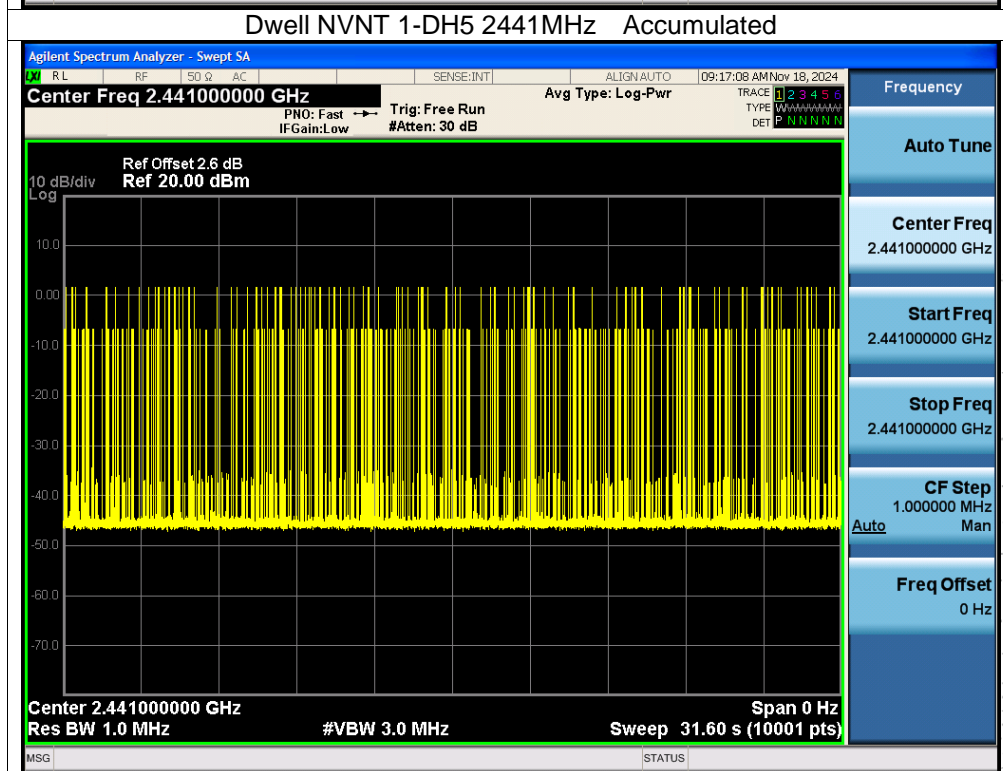 Dwell NVNT 1-DH5 2441MHz    Accumulated
Agilent Spectrum Analyzer - Swept SA
LXI RL RF 50 Ω AC SENSE:INT ALIGN AUTO 09:17:08 AM Nov 18, 2024
Center Freq 2.441000000 GHz
PNO: Fast
IFGain:Low
Trig: Free Run
#Atten: 30 dB
Avg Type: Log-Pwr
TRACE 1 2 3 4 5 6
TYPE WWWWWW
DET P N N N N N
Ref Offset 2.6 dB
10 dB/div Ref 20.00 dBm
Log
10.0
0.00
-10.0
-20.0
-30.0
-40.0
-50.0
-60.0
-70.0
Center 2.441000000 GHz Span 0 Hz
Res BW 1.0 MHz #VBW 3.0 MHz Sweep 31.60 s (10001 pts)
MSG STATUS
Frequency
Auto Tune
Center Freq
2.441000000 GHz
Start Freq
2.441000000 GHz
Stop Freq
2.441000000 GHz
CF Step
1.000000 MHz
Auto Man
Freq Offset
0 Hz